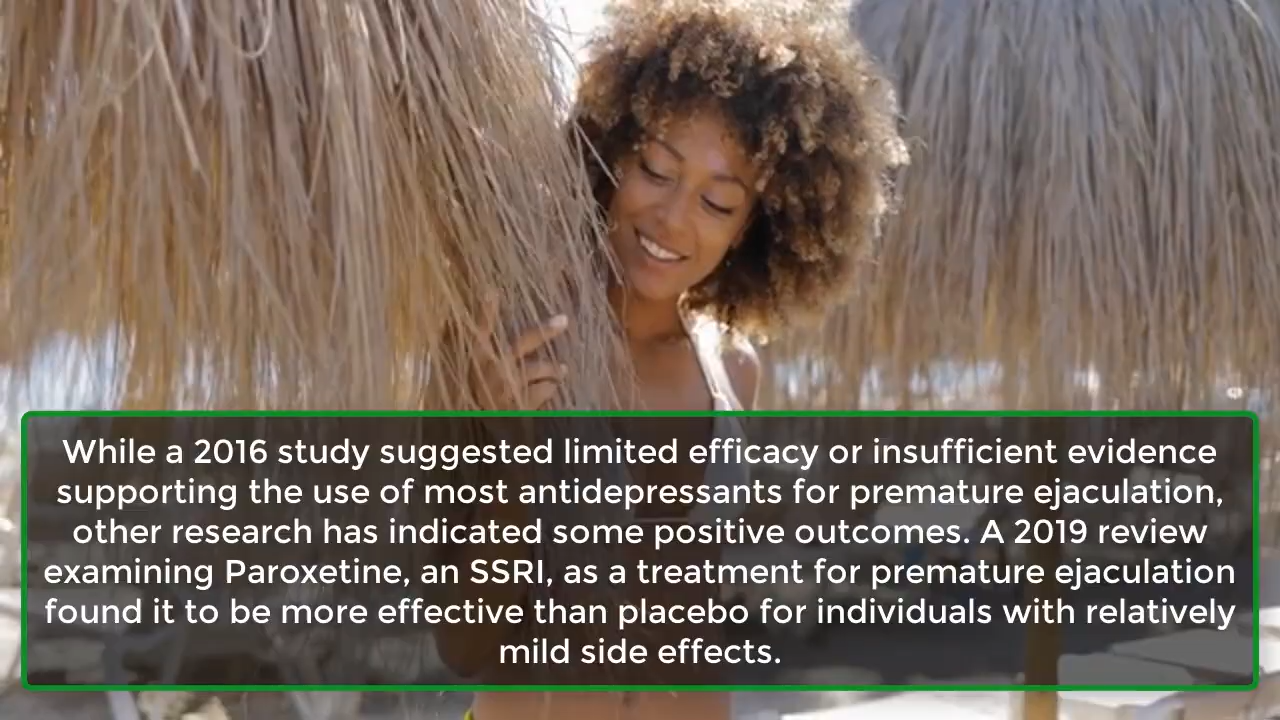 While a 2016 study suggested limited efficacy or insufficient evidence
supporting the use of most antidepressants for premature ejaculation,
other research has indicated some positive outcomes. A 2019 review
examining Paroxetine, an SSRI, as a treatment for premature ejaculation
found it to be more effective than placebo for individuals with relatively
mild side effects.